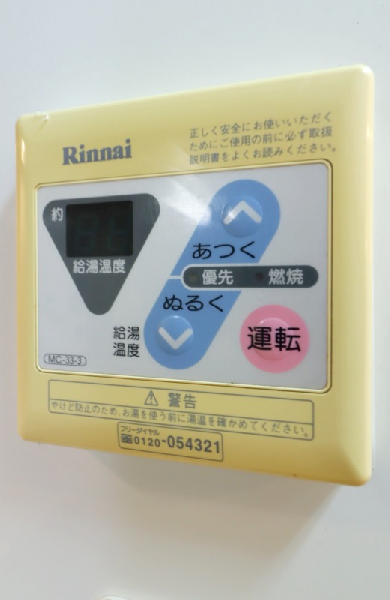 Rinnai
正しく安全にお使いいただく
ためにご使用の前に必ず取扱
説明書をよくお読みください。
約
給湯温度
あつく
優先 燃焼
ぬるく
給湯
温度
運転
MC-33-3
警告
やけど防止のため、お湯を使う前に湯温を確かめてください。
フリーダイヤル
0120-054321